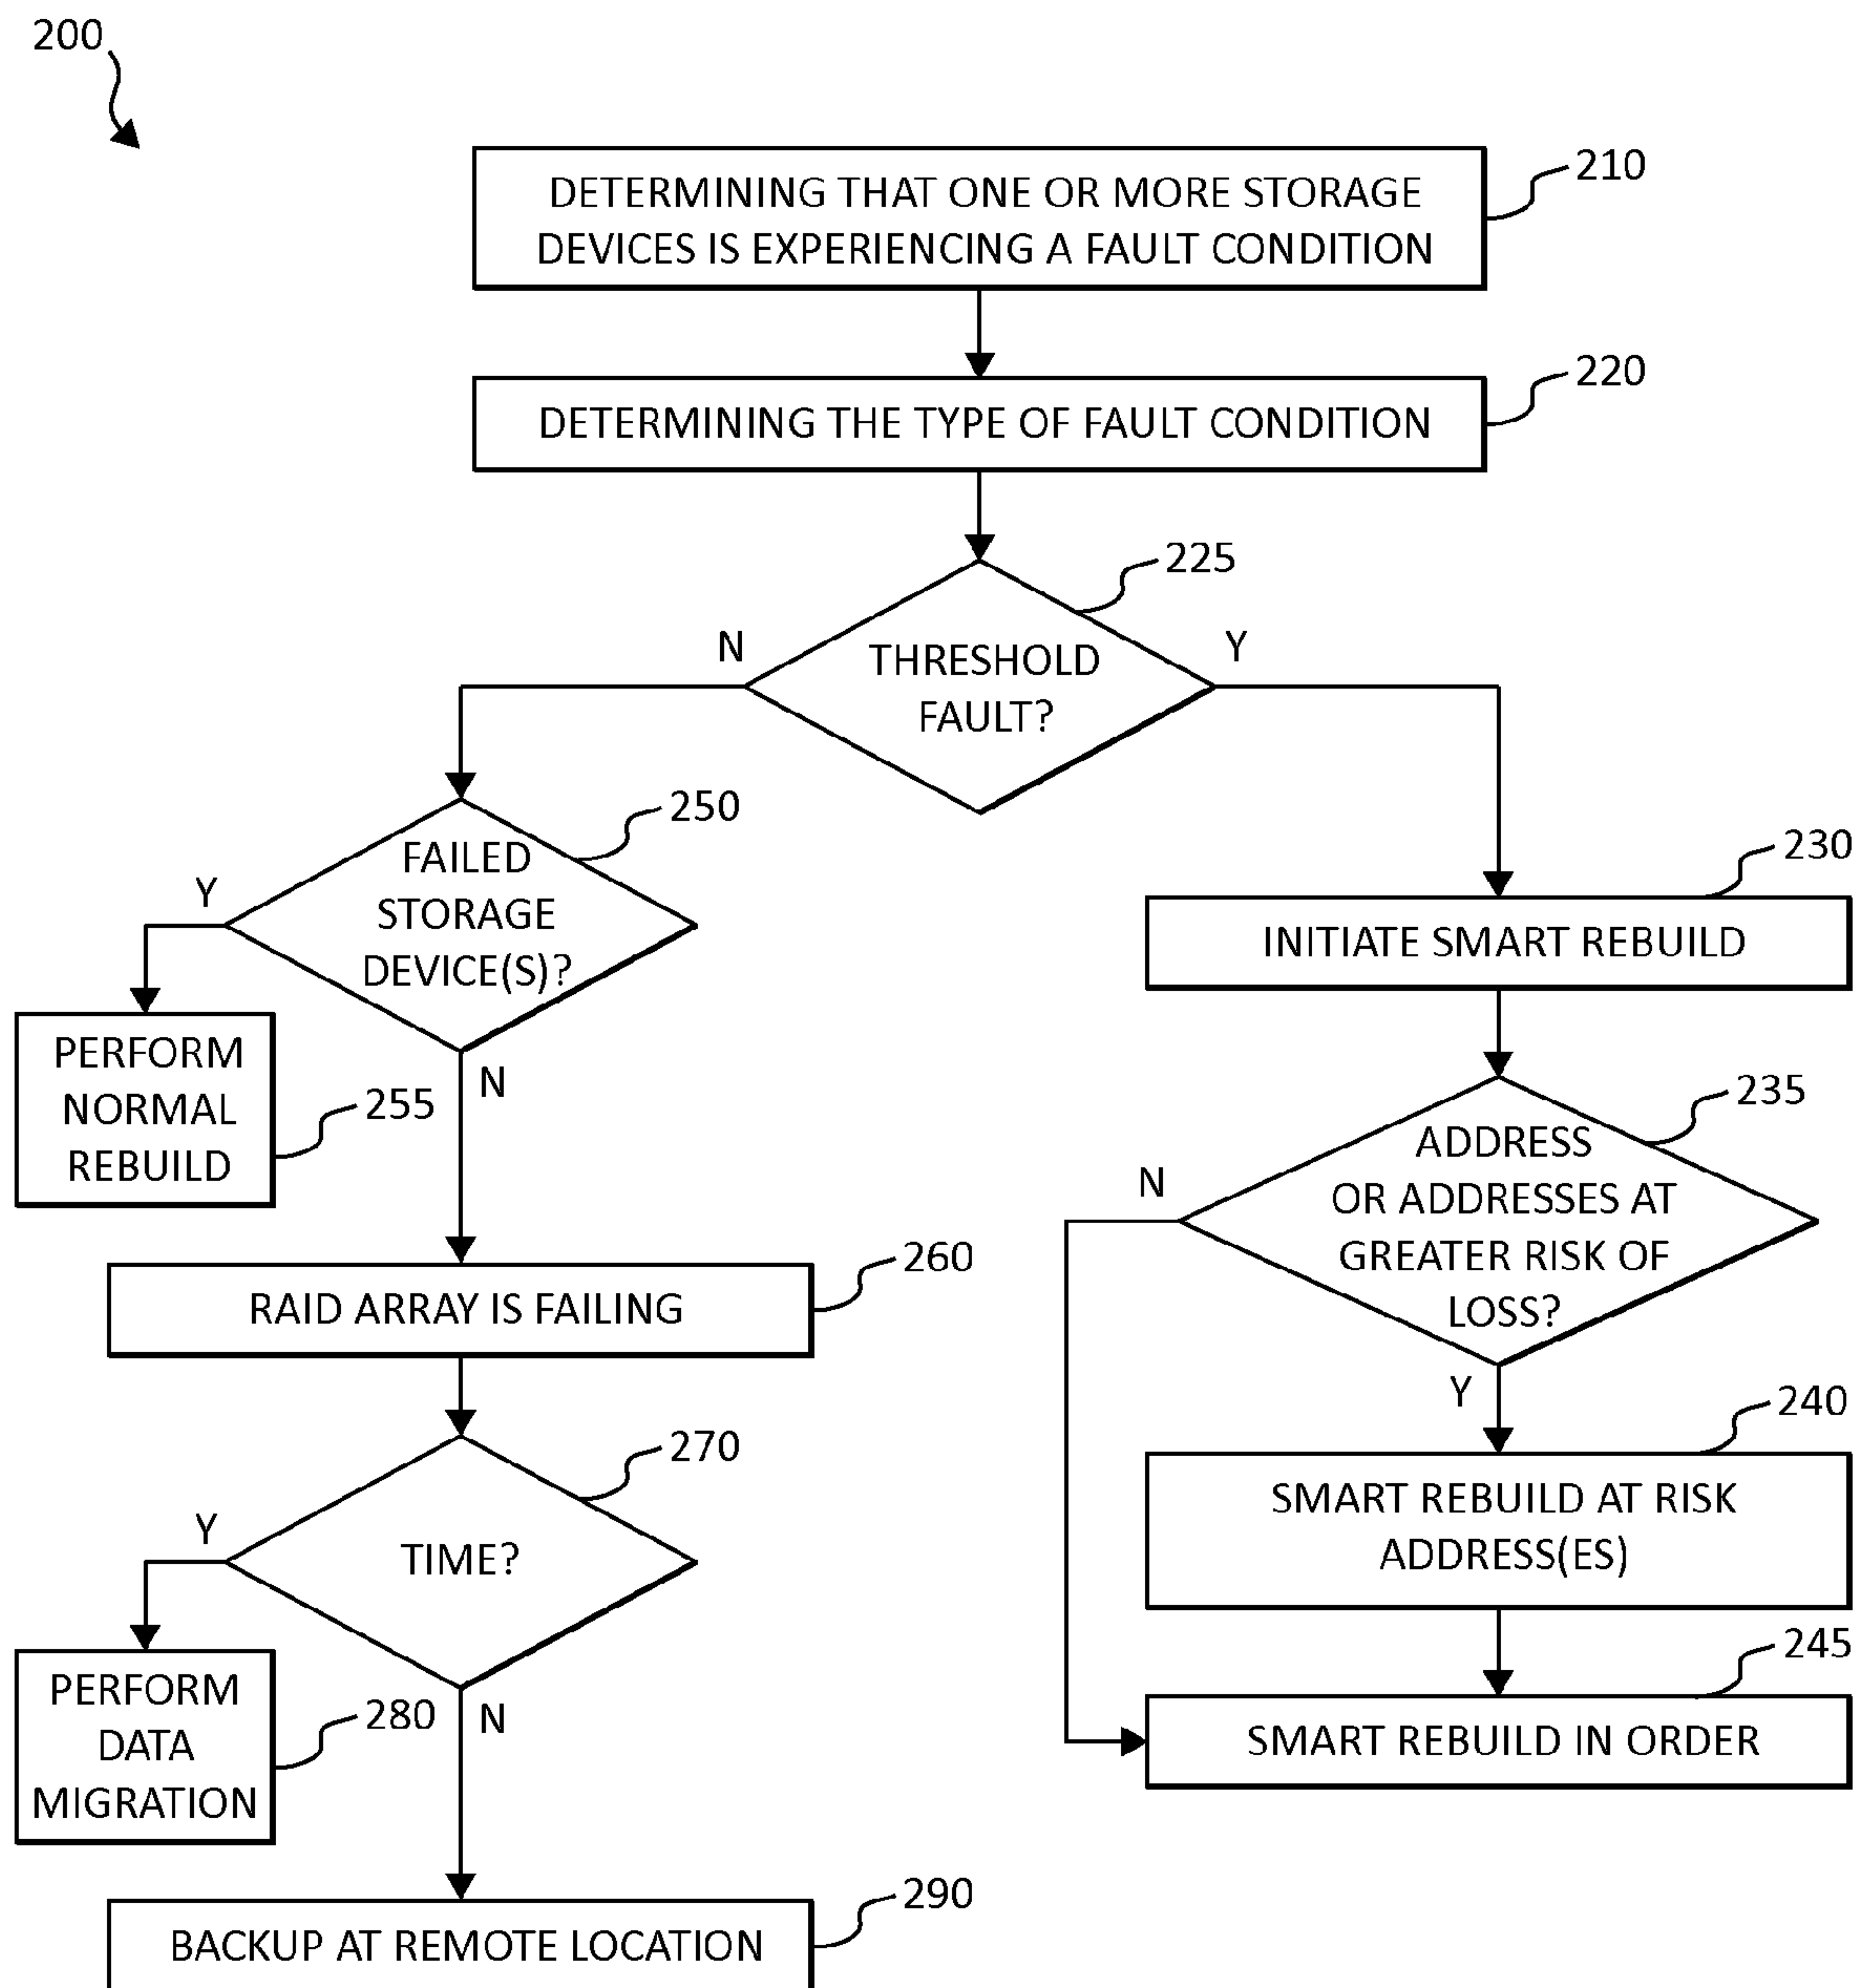 200
DETERMINING THAT ONE OR MORE STORAGE
DEVICES IS EXPERIENCING A FAULT CONDITION
210
DETERMINING THE TYPE OF FAULT CONDITION
220
THRESHOLD
FAULT?
225
N
Y
FAILED
STORAGE
DEVICE(S)?
250
Y
N
PERFORM
NORMAL
REBUILD
255
RAID ARRAY IS FAILING
260
TIME?
270
Y
N
PERFORM
DATA
MIGRATION
280
BACKUP AT REMOTE LOCATION
290
INITIATE SMART REBUILD
230
ADDRESS
OR ADDRESSES AT
GREATER RISK OF
LOSS?
235
N
Y
SMART REBUILD AT RISK
ADDRESS(ES)
240
SMART REBUILD IN ORDER
245